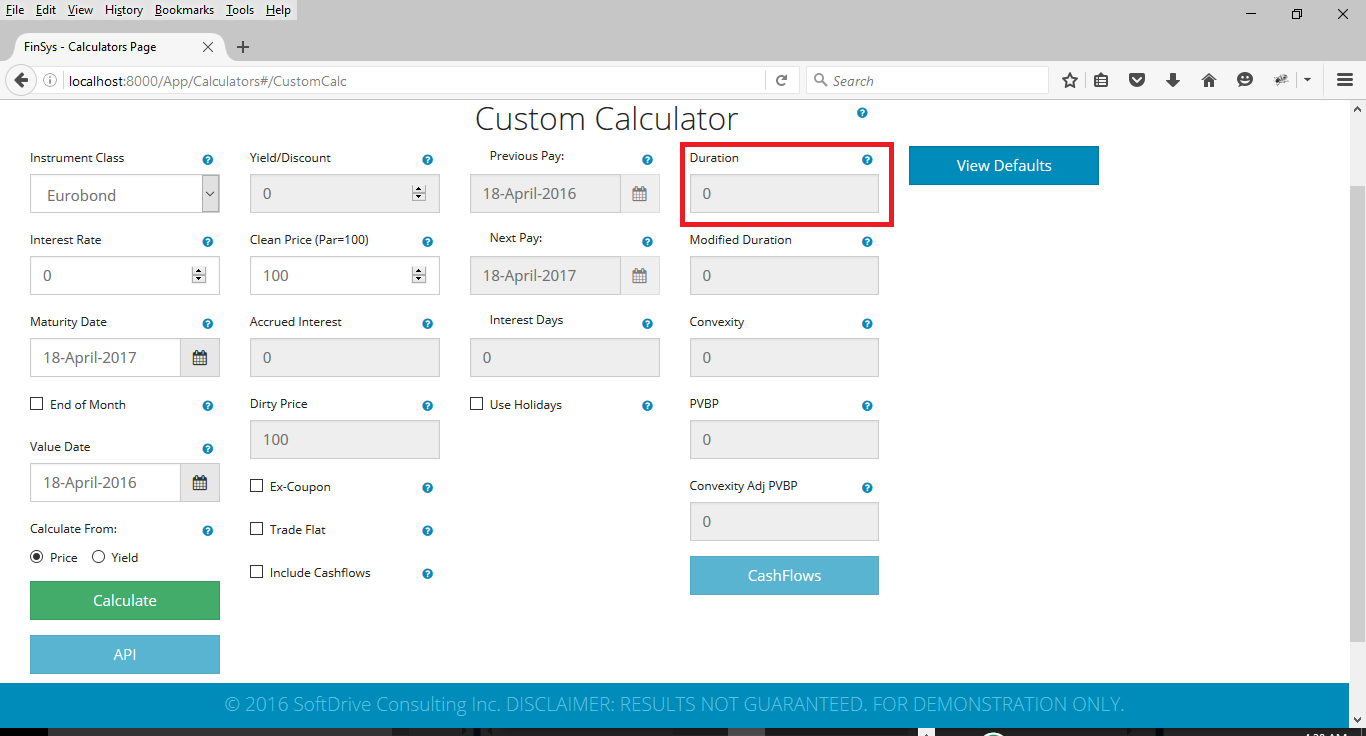 File Edit View History Bookmarks Tools Help
FinSys - Calculators Page
localhost:8000/App/Calculators#/CustomCalc
Search
Custom Calculator
Instrument Class
Eurobond
Interest Rate
0
Maturity Date
18-April-2017
End of Month
Value Date
18-April-2016
Calculate From:
Price Yield
Calculate
API
Yield/Discount
0
Clean Price (Par=100)
100
Accrued Interest
0
Dirty Price
100
Ex-Coupon
Trade Flat
Include Cashflows
Previous Pay:
18-April-2016
Next Pay:
18-April-2017
Interest Days
0
Use Holidays
Duration
0
Modified Duration
0
Convexity
0
PVBP
0
Convexity Adj PVBP
0
CashFlows
View Defaults
© 2016 SoftDrive Consulting Inc. DISCLAIMER: RESULTS NOT GUARANTEED. FOR DEMONSTRATION ONLY.